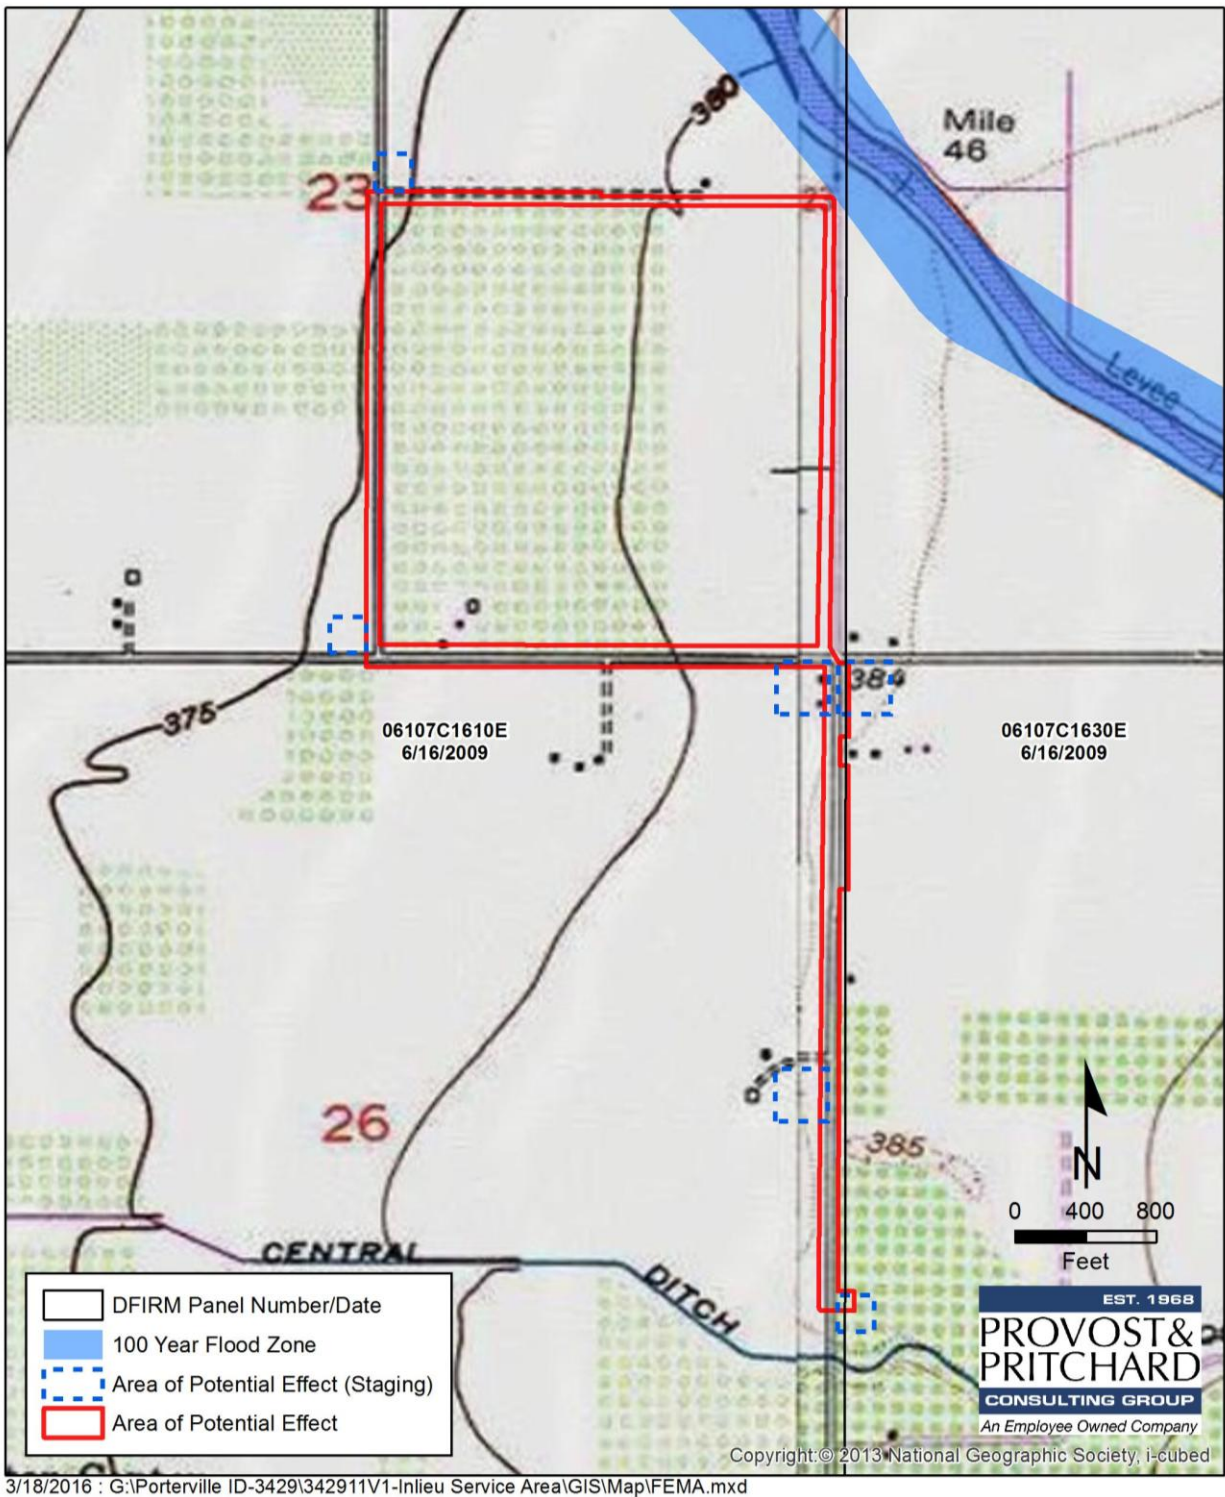 380
Mile
46
23
Levee
384
375
06107C1610E
6/16/2009
06107C1630E
6/16/2009
26
385
N
0 400 800
Feet
CENTRAL
DITCH
DFIRM Panel Number/Date
100 Year Flood Zone
Area of Potential Effect (Staging)
Area of Potential Effect
EST. 1968
PROVOST&
PRITCHARD
CONSULTING GROUP
An Employee Owned Company
Copyright:© 2013 National Geographic Society, i-cubed
3/18/2016 : G:\Porterville ID-3429\342911V1-Inlieu Service Area\GIS\Map\FEMA.mxd